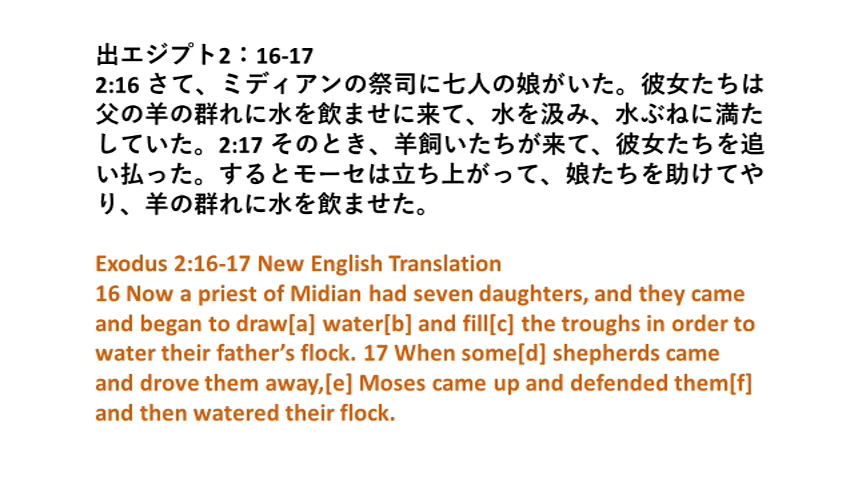 出エジプト2：16-17
2:16 さて、ミディアンの祭司に七人の娘がいた。彼女たちは
父の羊の群れに水を飲ませに来て、水を汲み、水ぶねに満た
していた。2:17 そのとき、羊飼いたちが来て、彼女たちを追
い払った。するとモーセは立ち上がって、娘たちを助けてや
り、羊の群れに水を飲ませた。
Exodus 2:16-17 New English Translation
16 Now a priest of Midian had seven daughters, and they came
and began to draw[a] water[b] and fill[c] the troughs in order to
water their father’s flock. 17 When some[d] shepherds came
and drove them away,[e] Moses came up and defended them[f]
and then watered their flock.